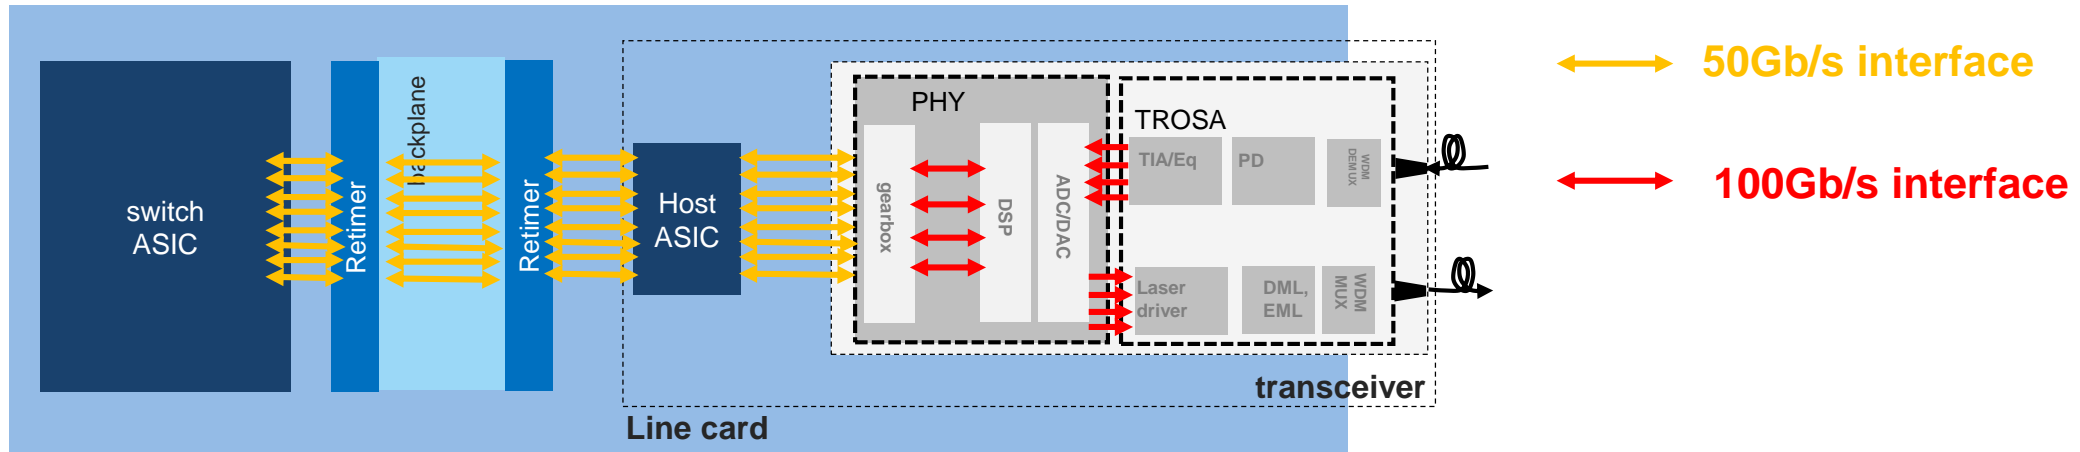 switch
ASIC
Retimer
backplane
Retimer
Host
ASIC
PHY
gearbox
DSP
ADC/DAC
TROSA
TIA/Eq
PD
WDM
DEMUX
Laser
driver
DML,
EML
WDM
MUX
transceiver
Line card
50Gb/s interface
100Gb/s interface